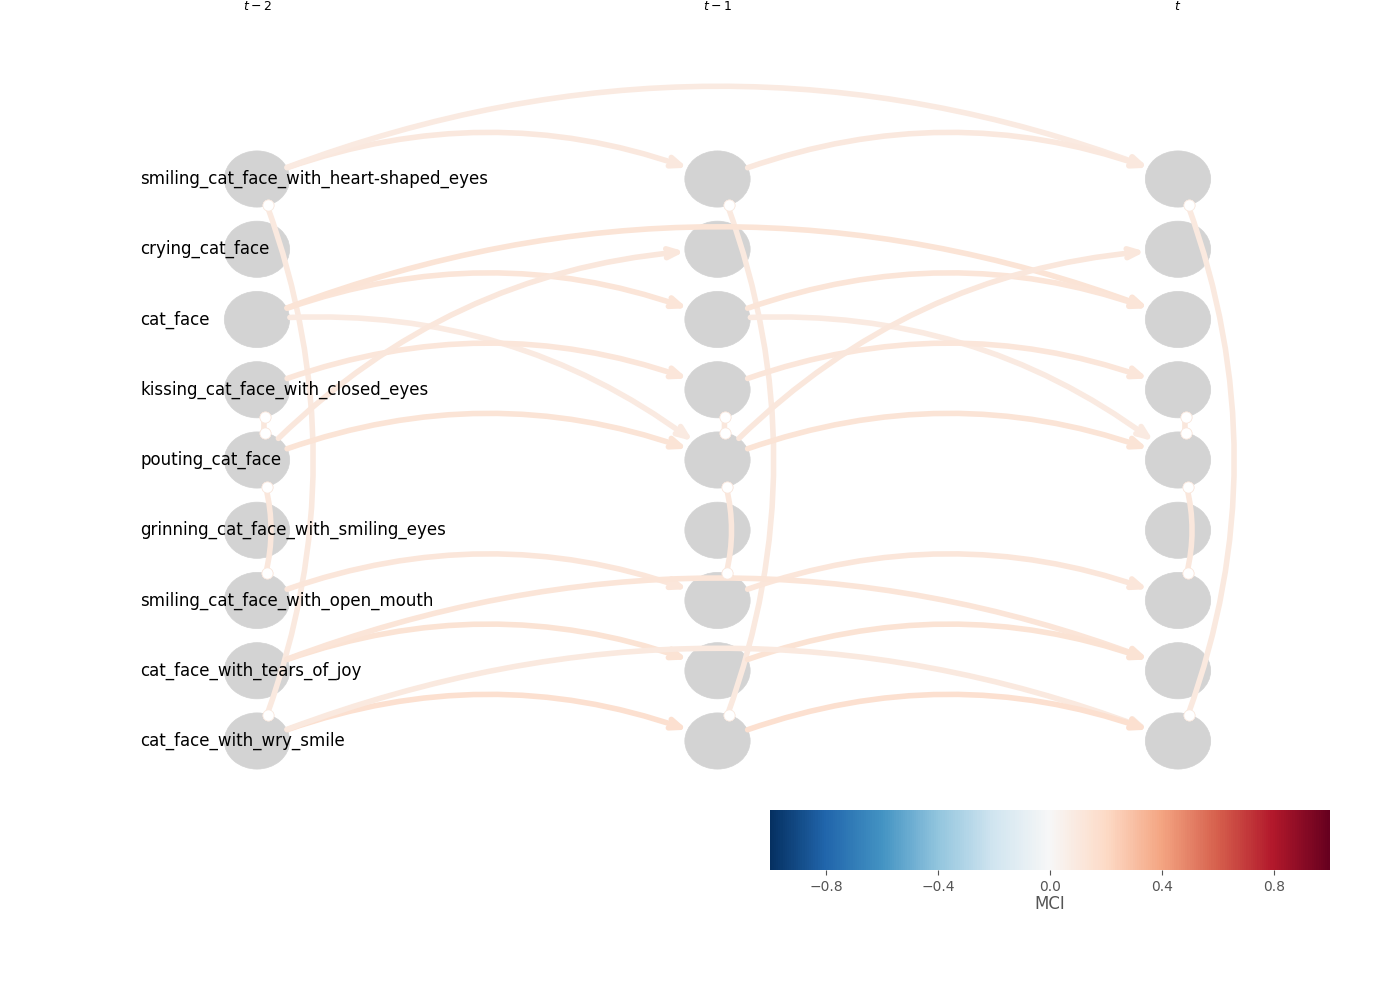 t − 2 t − 1 t
smiling_cat_face_with_heart-shaped_eyes
crying_cat_face
cat_face
kissing_cat_face_with_closed_eyes
pouting_cat_face
grinning_cat_face_with_smiling_eyes
smiling_cat_face_with_open_mouth
cat_face_with_tears_of_joy
cat_face_with_wry_smile
−0.8 −0.4 0.0 0.4 0.8
MCI